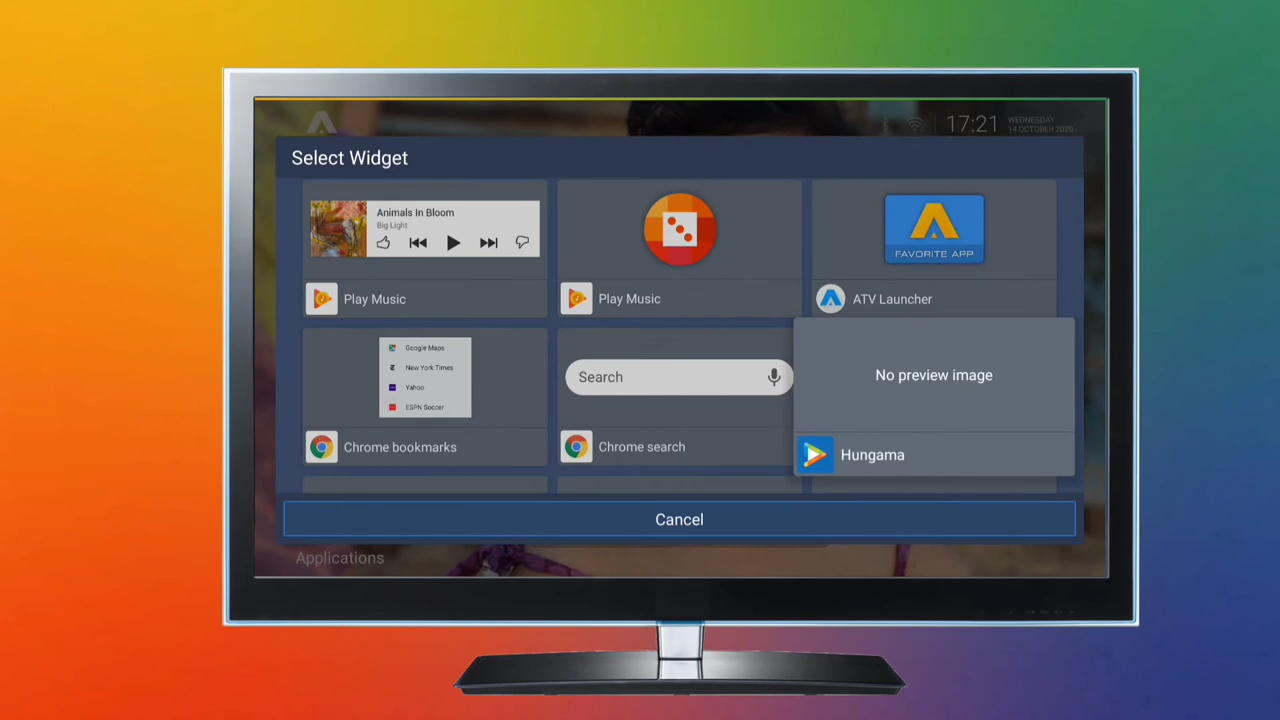 17:21
WEDNESDAY
14 OCTOBER 2020
Select Widget
Animals In Bloom
Big Light
Play Music
Play Music
FAVORITE APP
ATV Launcher
Google Maps
New York Times
Yahoo
ESPN Soccer
Chrome bookmarks
Search
Chrome search
No preview image
Hungama
Cancel
Applications